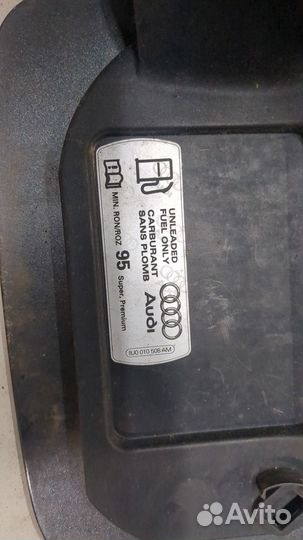 UNLEADED
FUEL ONLY
CARBURANT
SANS PLOMB
Audi
MIN. RON/ROZ 95 Super, Premium
8J0 010 508 AM
Avito